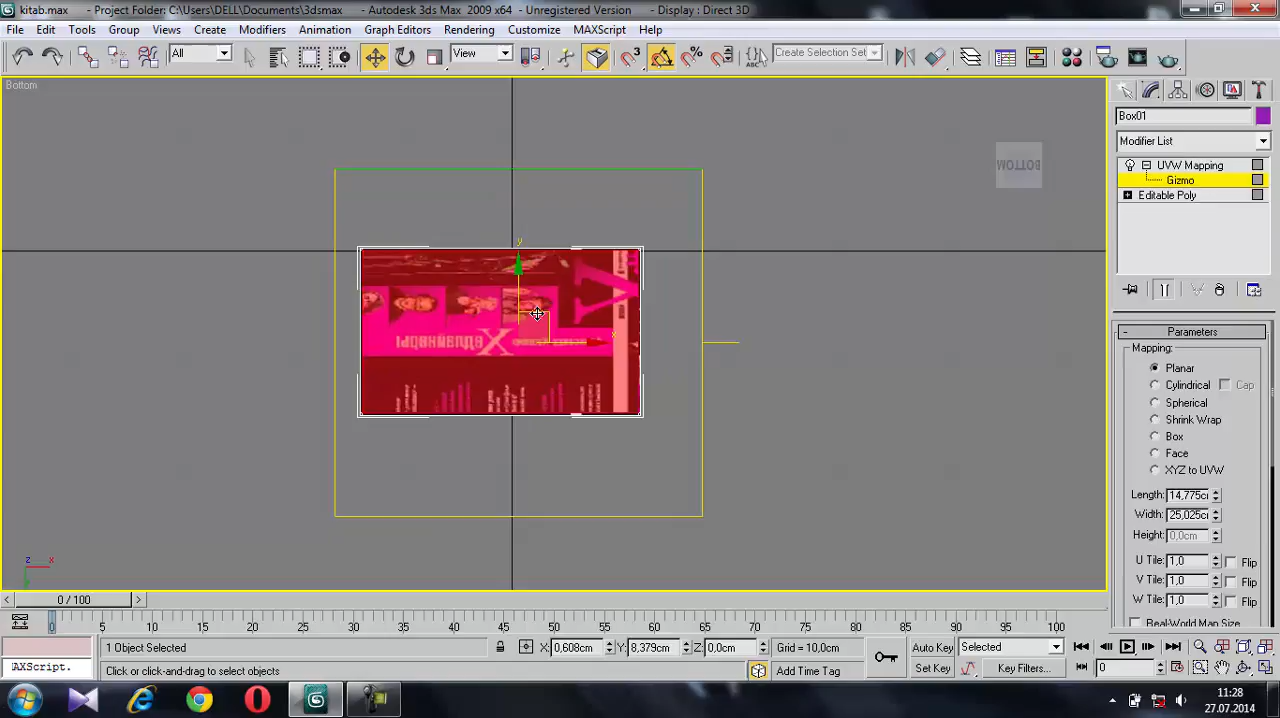 kitab.max - Project Folder: C:\Users\DELL\Documents\3dsmax - Autodesk 3ds Max 2009 x64 - Unregistered Version - Display : Direct 3D
File Edit Tools Group Views Create Modifiers Animation Graph Editors Rendering Customize MAXScript Help
All View 3 % ABC Create Selection Set
Bottom
BOTTOM
y
x
z x
Box01
Modifier List
UVW Mapping
Gizmo
Editable Poly
- Parameters
Mapping:
Planar
Cylindrical Cap
Spherical
Shrink Wrap
Box
Face
XYZ to UVW
Length: 14,775c
Width: 25,025c
Height: 0,0cm
U Tile: 1,0 Flip
V Tile: 1,0 Flip
W Tile: 1,0 Flip
Real-World Map Size
< 0 / 100 >
0 5 10 15 20 25 30 35 40 45 50 55 60 65 70 75 80 85 90 95 100
1 Object Selected X: 0,608cm Y: 8,379cm Z: 0,0cm Grid = 10,0cm Auto Key Selected
AXScript. Click or click-and-drag to select objects Add Time Tag Set Key Key Filters... 0
11:28
27.07.2014